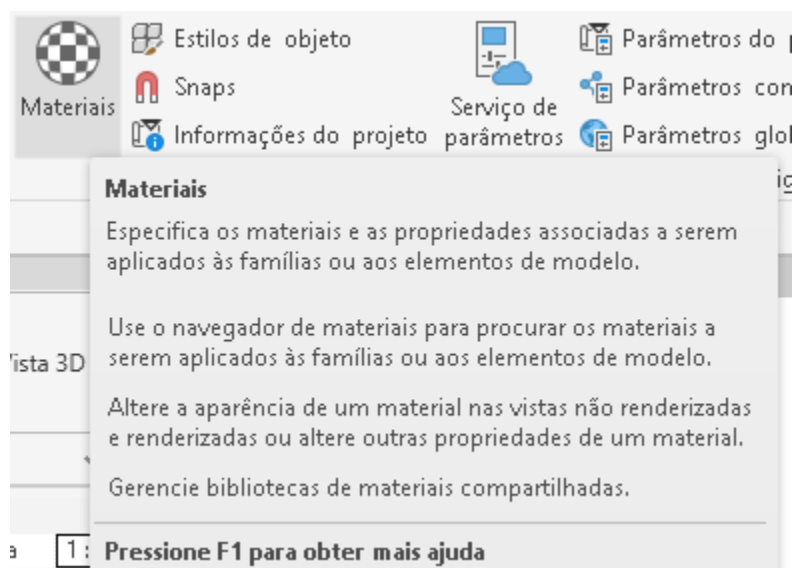 Materiais
Estilos de objeto
Snaps
Informações do projeto
Serviço de
parâmetros
Parâmetros do
Parâmetros
Parâmetros
Materiais
Especifica os materiais e as propriedades associadas a serem
aplicados às famílias ou aos elementos de modelo.
Use o navegador de materiais para procurar os materiais a
serem aplicados às famílias ou aos elementos de modelo.
Altere a aparência de um material nas vistas não renderizadas
e renderizadas ou altere outras propriedades de um material.
Gerencie bibliotecas de materiais compartilhadas.
3D
1:
Pressione F1 para obter mais ajuda